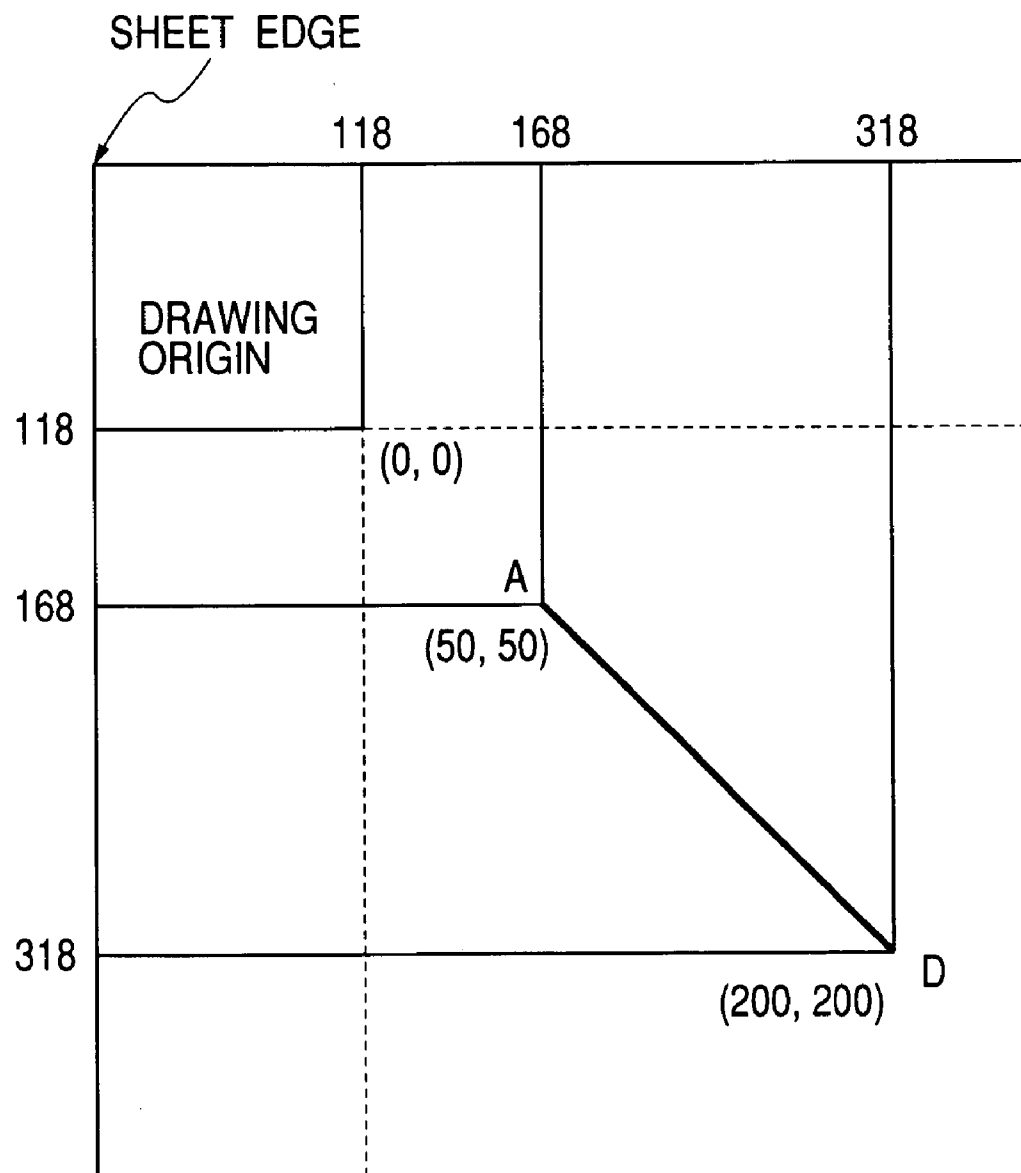 SHEET EDGE
118 168 318
DRAWING
ORIGIN
118
(0, 0)
A
168
(50, 50)
318
D
(200, 200)